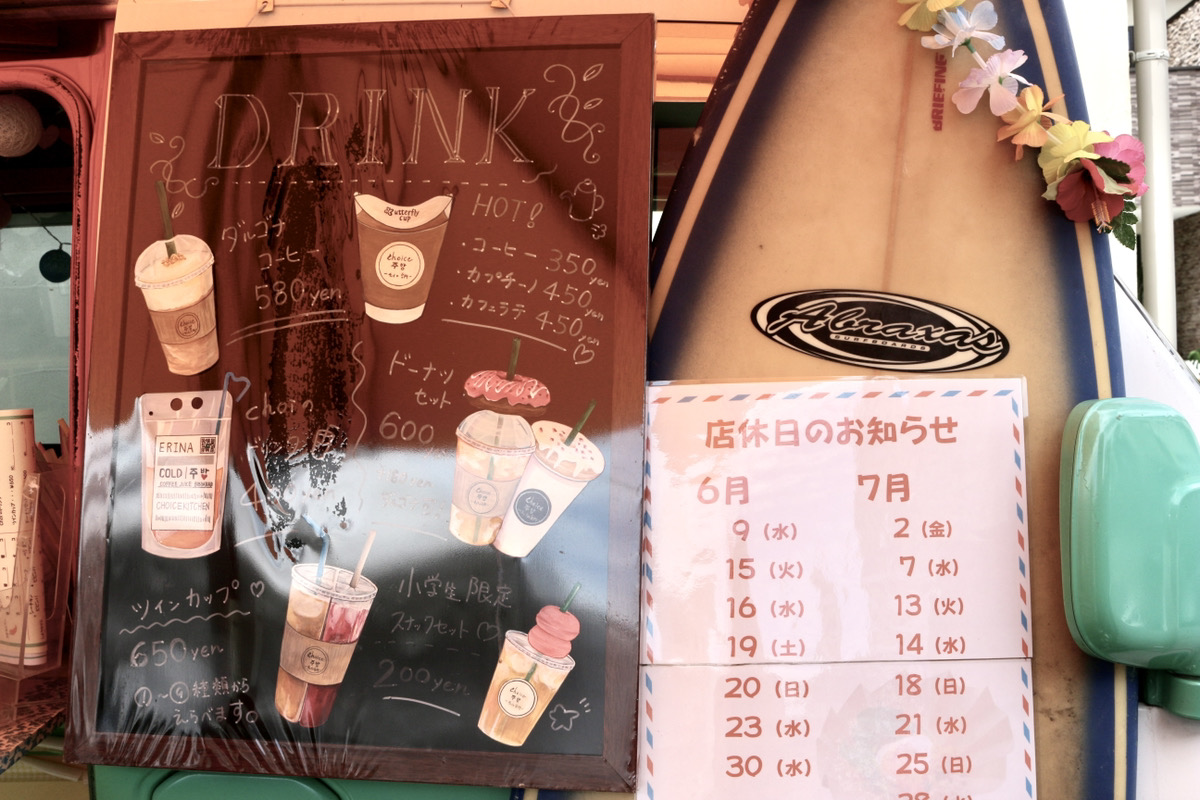 DRINK
ダルゴナ
コーヒー
580yen
Butterfly
CUP
choice
주밥
HOT!
・コーヒー 350yen
・カプチーノ 450yen
・カフェラテ 450yen
ドーナツ
セット
600
ERINA
COLD | 주밥
CHOICEKITCHEN
ツインカップ♡
650yen
①~⑨種類から
えらべます。
小学生限定
スナックセット♡
200yen
BRIEFING
Abraxas
SURFBOARDS
店休日のお知らせ
6月 7月
9 (水) 2 (金)
15 (火) 7 (水)
16 (水) 13 (火)
19 (土) 14 (水)
20 (日) 18 (日)
23 (水) 21 (水)
30 (水) 25 (日)